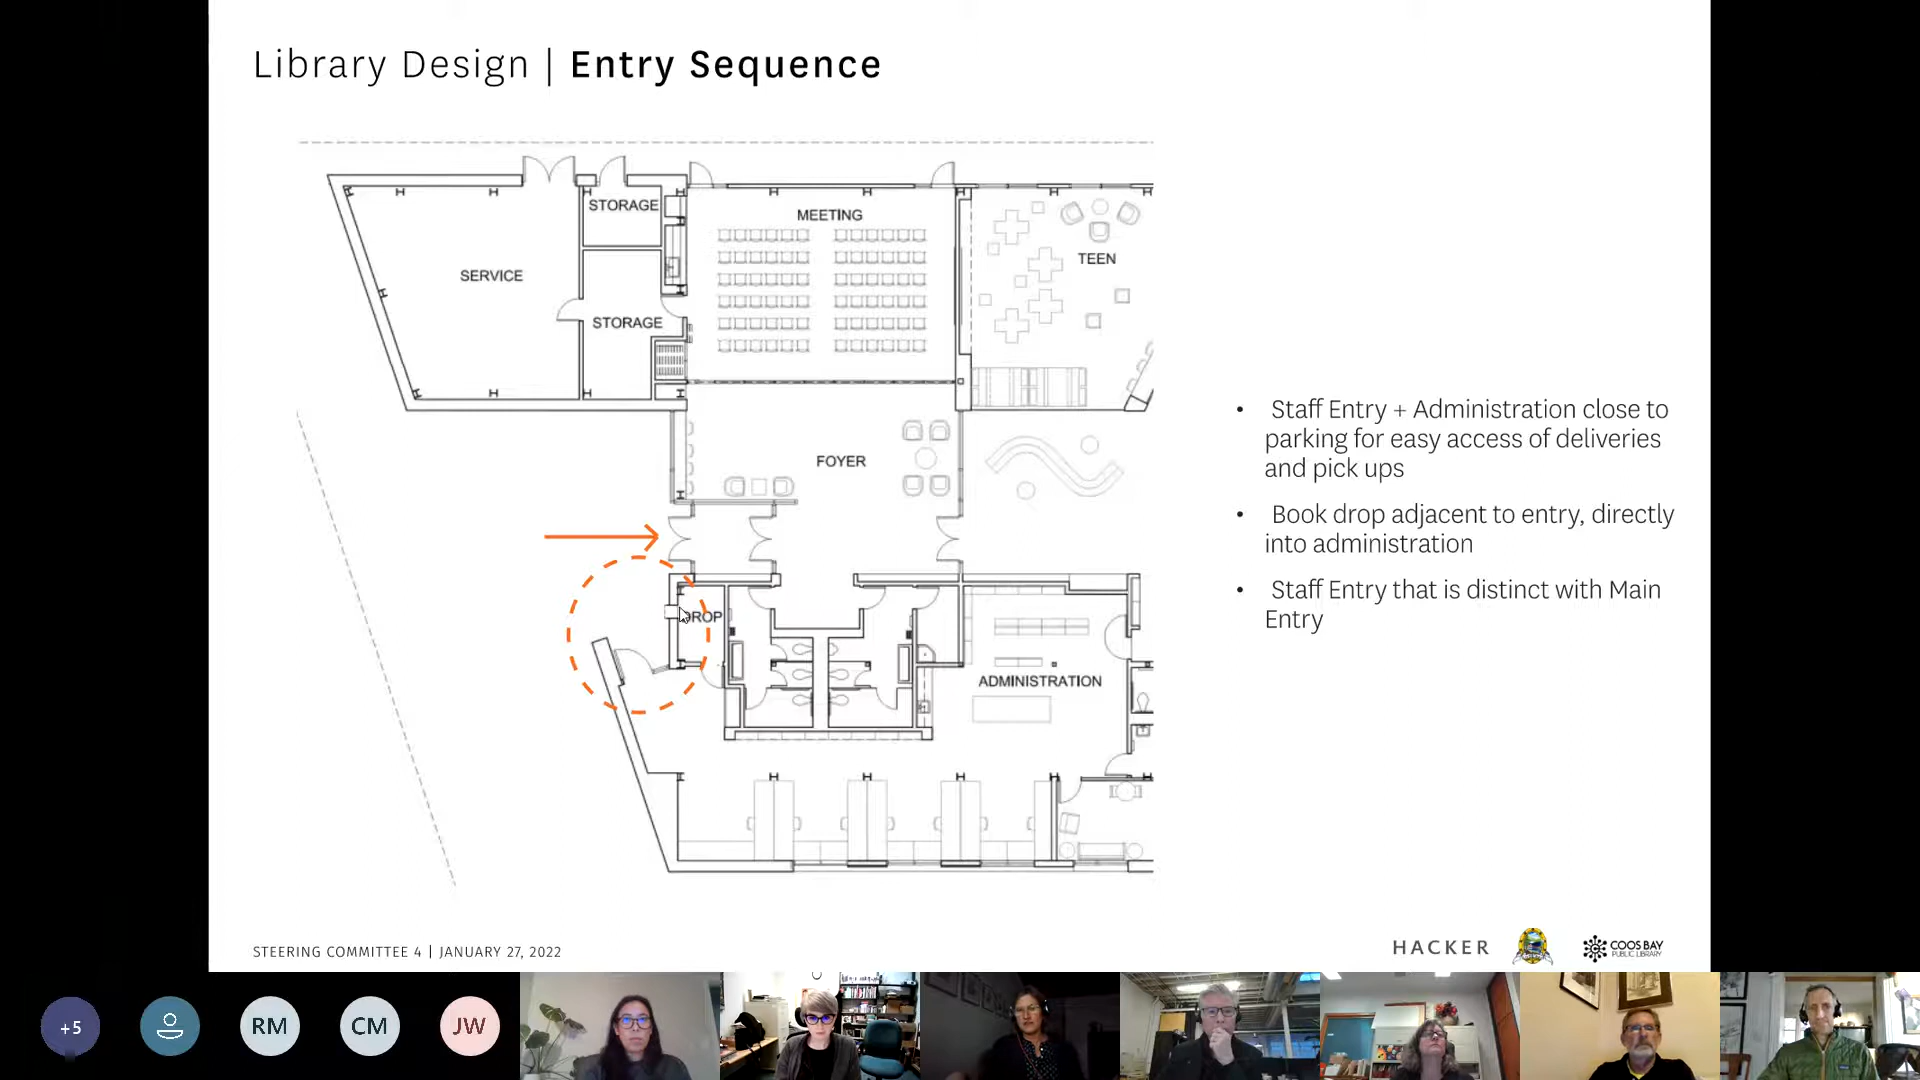 Library Design | Entry Sequence
STORAGE
MEETING
TEEN
SERVICE
STORAGE
FOYER
DROP
ADMINISTRATION
• Staff Entry + Administration close to
parking for easy access of deliveries
and pick ups
• Book drop adjacent to entry, directly
into administration
• Staff Entry that is distinct with Main
Entry
STEERING COMMITTEE 4 | JANUARY 27, 2022
HACKER
COOS BAY
PUBLIC LIBRARY
+5
RM
CM
JW